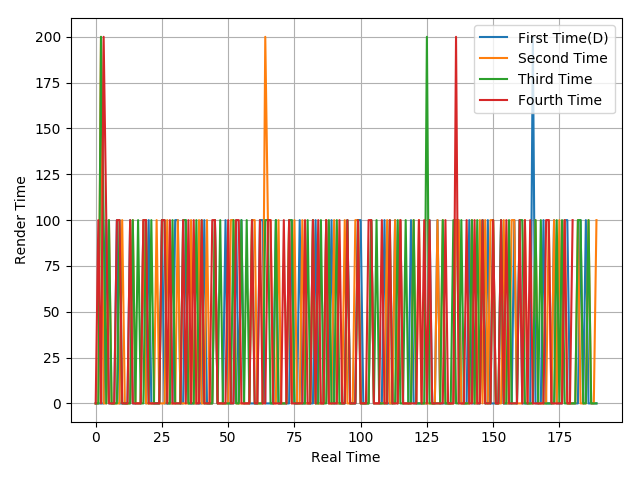 First Time(D)
Second Time
Third Time
Fourth Time
Render Time
200
175
150
125
100
75
50
25
0
0 25 50 75 100 125 150 175
Real Time